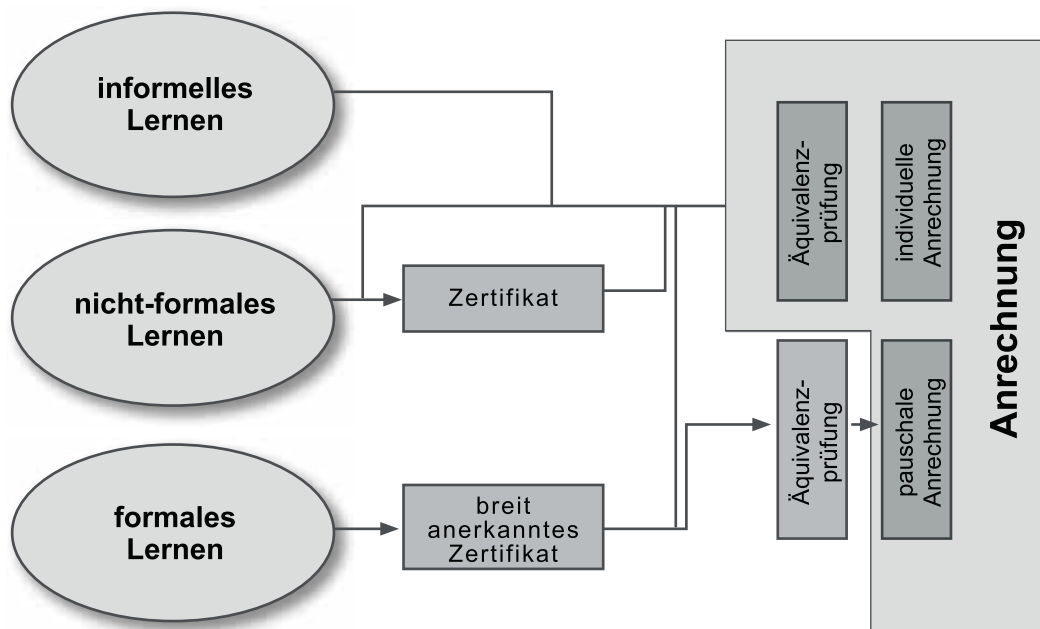 informelles
Lernen
nicht-formales
Lernen
formales
Lernen
Zertifikat
breit
anerkanntes
Zertifikat
Äquivalenz-
prüfung
individuelle
Anrechnung
Äquivalenz-
prüfung
pauschale
Anrechnung
Anrechnung